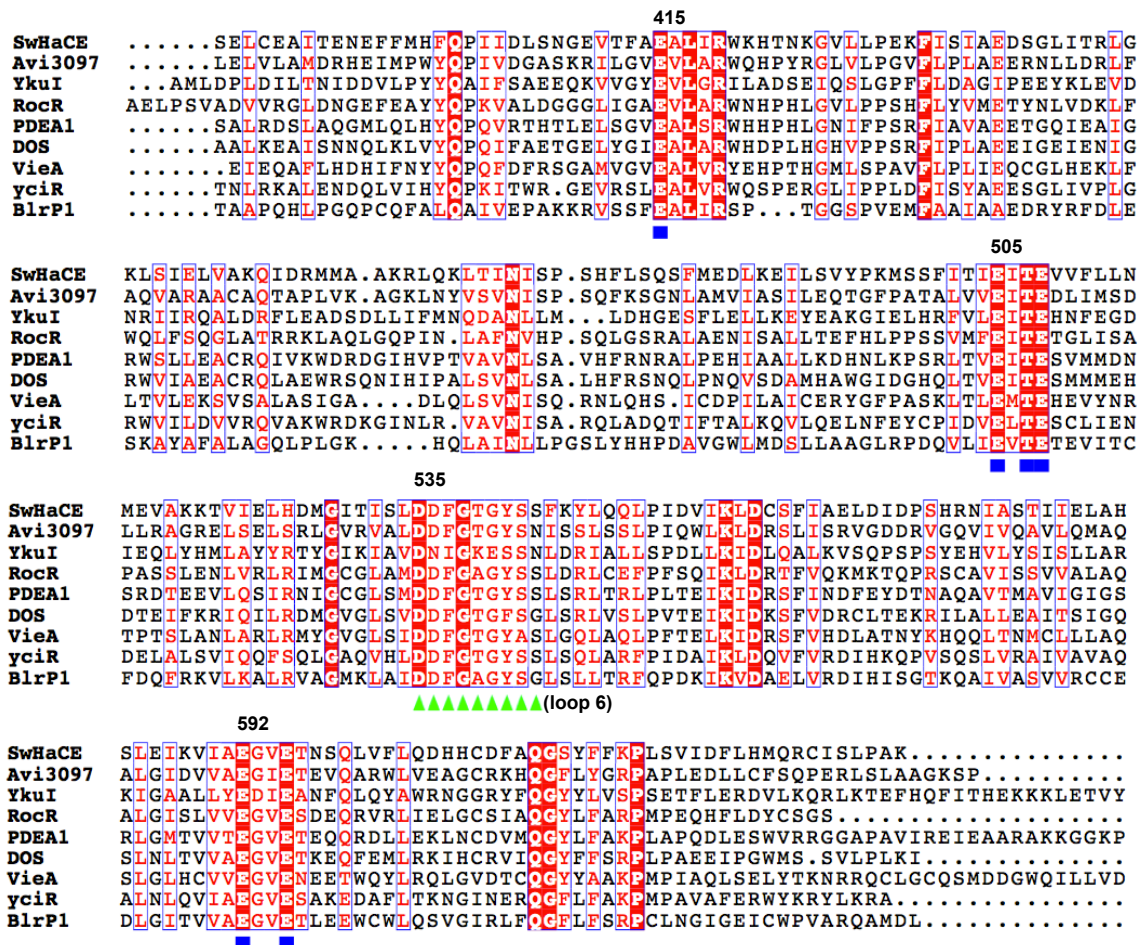 415
SwHaCE ......SELCEAITENEFFMHFQPIIDLSNGEVTFAEALIRWKHTNKGVLLPEKFISIAEDSGLITRLG
Avi3097 ......LELVLAMDRHEIMPWYQPIVDGASKRILGVEVLARWQHPYRGLVLPGVFLPLAEERNLLDRLF
YkuI ...AMLDDLDILTNIDDVLPYYQAIFSAEEQKVVGYEVLGRILADSEIQSLGPFFLDAGIPEEYKLEVD
RocR AELPSVADVVRGLDNGEFEAYYQPKVALDGGGLIGAEVLARWNHPHLGVLPPSHFLYVMETYNLVDKLF
PDEA1 ......SALRDSLAQGMLQLHYQPQVRTHTLELSGVEALSRWHHPHLGNIFPSRFIAVAEETGQIEAIG
DOS ......AALKEAISNNQLKLVYQPQIFAETGELYGIEALARWHDPLHGHVPPSRFIPLAEEIGEIENIG
VieA .......EIEQAFLHDHIFNYYQPQFDFRSGAMVGVEALVRYEHPTHGMLSPAVFLPLIEQCGLHEKLF
yciR ......TNLRKALENDQLVIHYQPKITWR.GEVRSLEALVRWQSPERGLIPPLDFISYAEESGLIVPLG
BlrP1 ......TAAPQHLPGQPCQFALQAIVEPAKKRVSSFEALIRSP...TGGSPVEMFAAIAAEDRYRFDLE
505
SwHaCE KLSIELVAKQIDRMMA.AKRLQKLTINISP.SHFLSQSFMEDLKEILSVYPKMSSFITIEITEVVFLLN
Avi3097 AQVARAACAQTAPLVK.AGKLNYVSVNISP.SQFKSGNLAMVIASILEQTGFPATALVVEITEDLIMSD
YkuI NRIIRQALDRFLEADSDLLIFMNQDANLLM...LDHGESFLELLKEYEAKGIELHRFVLEITEHNFEGD
RocR WQLFSQGLATRRKLAQLGQPIN.LAFNVHP.SQLGSRALAENISALLTEFHLPPSSVMFEITETGLISA
PDEA1 RWSLLEACRQIVKWDRDGIHVPTVAVNLSA.VHFRNRALPEHIAALLKDHNLKPSRLTVEITESVMMDN
DOS RWVIAEACRQLAEWRSQNIHIPALSVNLSA.LHFRSNQLPNQVSDAMHAWGIDGHQLTVEITESMMMEH
VieA LTVLEKSVSALASIGA....DLQLSVNISQ.RNLQHS.ICDPILAICERYGFPASKLTLEMTEHEVYNR
yciR RWVILDVVRQVAKWRDKGINLR.VAVNISA.RQLADQTIFTALKQVLQELNFEYCPIDVELTESCLIEN
BlrP1 SKAYAFALAGQLPLGK.....HQLAINLLPGSLYHHPDAVGWLMDSLLAAGLRPDQVLIEVTETEVITC
535
SwHaCE MEVAKKTVIELHDMGITISLDDFGTGYSSFKYLQQLPIDVIKLDCSFIAELDIDPSHRNIASTIIELAH
Avi3097 LLRAGRELSELSRLGVRVALDDFGTGYSNISSLSSLPIQWLKLDRSLISRVGDDRVGQVIVQAVLQMAQ
YkuI IEQLYHMLAYYRTYGIKIAVDNIGKESSNLDRIALLSPDLLKIDLQALKVSQPSPSYEHVLYSISLLAR
RocR PASSLENLVRLRIMGCGLAMDDFGAGYSSLDRLCEFPFSQIKLDRTFVQKMKTQPRSCAVISSVVALAQ
PDEA1 SRDTEEVLQSIRNIGCGLSMDDFGTGYSSLSRLTRLPLTEIKIDRSFINDFEYDTNAQAVTMAVIGIGS
DOS DTEIFKRIQILRDMGVGLSVDDFGTGFSGLSRLVSLPVTEIKIDKSFVDRCLTEKRILALLEAITSIGQ
VieA TPTSLANLARLRMYGVGLSIDDFGTGYASLGQLAQLPFTELKIDRSFVHDLATNYKHQQLTNMCLLLAQ
yciR DELALSVIQQFSQLGAQVHLDDFGTGYSSLSQLARFPIDAIKLDQVFVRDIHKQPVSQSLVRAIVAVAQ
BlrP1 FDQFRKVLKALRVAGMKLAIDDFGAGYSGLSLLTRFQPDKIKVDAELVRDIHISGTKQAIVASVVRCCE
(loop 6)
592
SwHaCE SLEIKVIAEGVETNSQLVFLQDHHCDFAQGSYFFKPLSVIDFLHMQRCISLPAK...............
Avi3097 ALGIDVVAEGIETEVQARWLVEAGCRKHQGFLYGRPAPLEDLLCFSQPERLSLAAGKSP..........
YkuI KIGAALLYEDIEANFQLQYAWRNGGRYFQGYYLVSPSETFLERDVLKQRLKTEFHQFITHEKKKLETVY
RocR ALGISLVVEGVESDEQRVRLIELGCSIAQGYLFARPMPEQHFLDYCSGS....................
PDEA1 RLGMTVVTEGVETEQQRDLLEKLNCDVMQGYLFAKPLAPQDLESWVRRGGAPAVIREIEAARAKKGGKP
DOS SLNLTVVAEGVETKEQFEMLRKIHCRVIQGYFFSRPLPAEEIPGWMS.SVLPLKI..............
VieA SLGLHCVVEGVENEETWQYLRQLGVDTCQGYYAAKPMPIAQLSELYTKNRRQCLGCQSMDDGWQILLVD
yciR ALNLQVIAEGVESAKEDAFLTKNGINERQGFLFAKPMPAVAFERWYKRYLKRA................
BlrP1 DLGITVVAEGVETLEEWCWLQSVGIRLFQGFLFSRPCLNGIGEICWPVARQAMDL..............